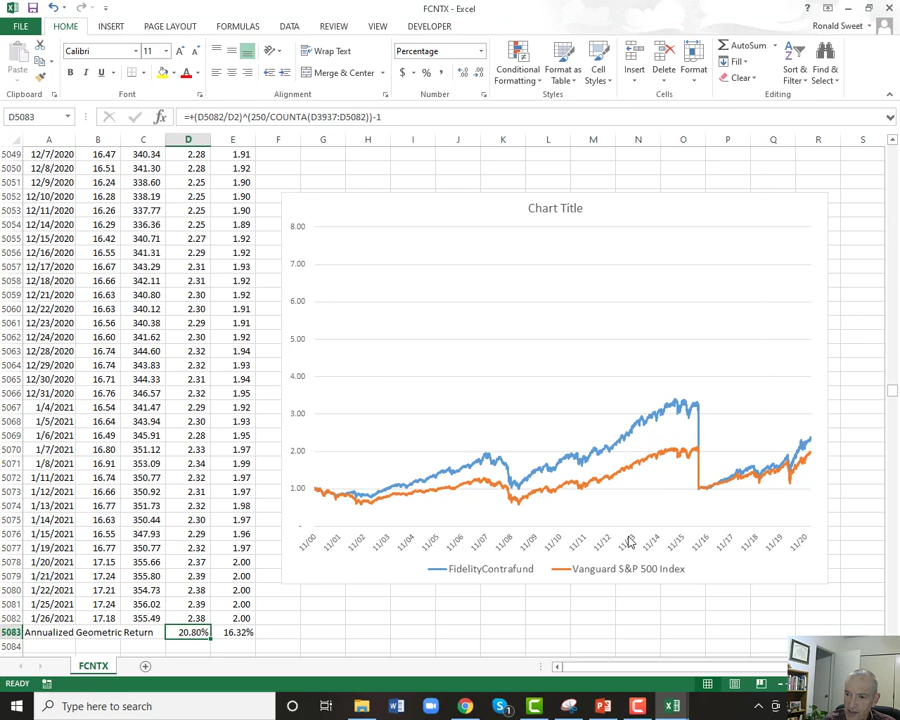 FCNTX - Excel
FILE HOME INSERT PAGE LAYOUT FORMULAS DATA REVIEW VIEW DEVELOPER Ronald Sweet
Calibri 11 Wrap Text Percentage AutoSum
Paste Fill
B I U Merge & Center $ % , Conditional Formatting Format as Table Cell Styles Insert Delete Format Clear Sort & Filter Find & Select
Clipboard Font Alignment Number Styles Cells Editing
D5083 fx =+(D5082/D2)^(250/COUNTA(D3937:D5082))-1
A B C D E F G H I J K L M N O P Q R S
5049 12/7/2020 16.47 340.34 2.28 1.91
5050 12/8/2020 16.51 341.30 2.28 1.92
5051 12/9/2020 16.24 338.60 2.25 1.90
5052 12/10/2020 16.28 338.19 2.25 1.90
5053 12/11/2020 16.26 337.77 2.25 1.90
5054 12/14/2020 16.29 336.36 2.25 1.89
5055 12/15/2020 16.42 340.71 2.27 1.92
5056 12/16/2020 16.55 341.31 2.29 1.92
5057 12/17/2020 16.67 343.29 2.31 1.93
5058 12/18/2020 16.66 342.11 2.31 1.92
5059 12/21/2020 16.63 340.80 2.30 1.92
5060 12/22/2020 16.63 340.12 2.30 1.91
5061 12/23/2020 16.56 340.38 2.29 1.91
5062 12/24/2020 16.60 341.62 2.30 1.92
5063 12/28/2020 16.74 344.60 2.32 1.94
5064 12/29/2020 16.74 343.83 2.32 1.93
5065 12/30/2020 16.71 344.33 2.31 1.94
5066 12/31/2020 16.76 346.57 2.32 1.95
5067 1/4/2021 16.54 341.47 2.29 1.92
5068 1/5/2021 16.64 343.94 2.30 1.93
5069 1/6/2021 16.49 345.91 2.28 1.95
5070 1/7/2021 16.80 351.12 2.33 1.97
5071 1/8/2021 16.91 353.09 2.34 1.99
5072 1/11/2021 16.74 350.77 2.32 1.97
5073 1/12/2021 16.66 350.92 2.31 1.97
5074 1/13/2021 16.77 351.73 2.32 1.98
5075 1/14/2021 16.63 350.44 2.30 1.97
5076 1/15/2021 16.55 347.93 2.29 1.96
5077 1/19/2021 16.77 350.77 2.32 1.97
5078 1/20/2021 17.15 355.66 2.37 2.00
5079 1/21/2021 17.24 355.80 2.39 2.00
5080 1/22/2021 17.21 354.73 2.38 2.00
5081 1/25/2021 17.24 356.02 2.39 2.00
5082 1/26/2021 17.18 355.49 2.38 2.00
5083 Annualized Geometric Return 20.80% 16.32%
5084
Chart Title
8.00
7.00
6.00
5.00
4.00
3.00
2.00
1.00
-
11/00 11/01 11/02 11/03 11/04 11/05 11/06 11/07 11/08 11/09 11/10 11/11 11/12 11/14 11/15 11/16 11/17 11/18 11/19 11/20
FidelityContrafund Vanguard S&P 500 Index
FCNTX
READY
Type here to search